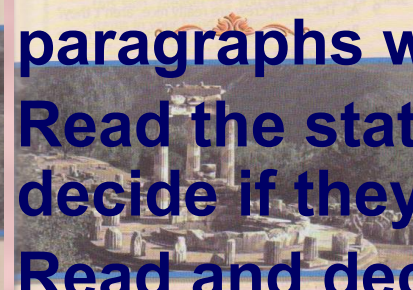 paragraphs w
Read the stat
decide if they
Read and dec